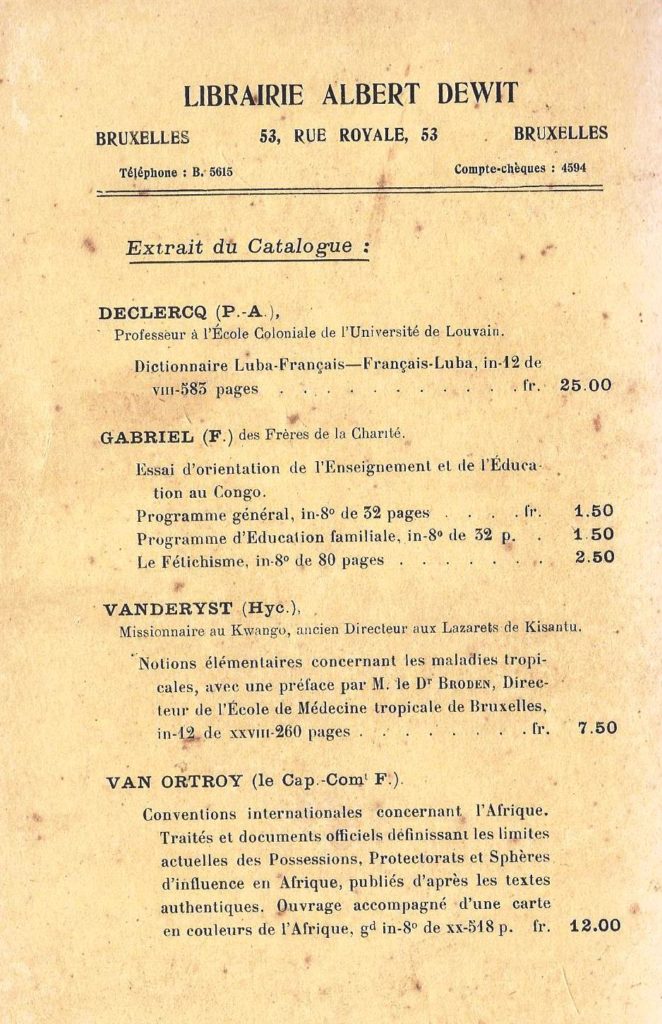 LIBRAIRIE ALBERT DEWIT
BRUXELLES 53, RUE ROYALE, 53 BRUXELLES
Téléphone : B. 5615 Compte-chèques : 4594
Extrait du Catalogue :
DECLERCQ (P.-A.),
Professeur à l'École Coloniale de l'Université de Louvain.
Dictionnaire Luba-Français—Français-Luba, in-12 de
VIII-583 pages . . . . . . . . . . . fr. 25.00
GABRIEL (F.) des Frères de la Charité.
Essai d'orientation de l'Enseignement et de l'Éduca-
tion au Congo.
Programme général, in-8º de 32 pages . . . . fr. 1.50
Programme d'Education familiale, in-8º de 32 p. . 1.50
Le Fétichisme, in-8º de 80 pages . . . . . . . 2.50
VANDERYST (Hyc.),
Missionnaire au Kwango, ancien Directeur aux Lazarets de Kisantu.
Notions élémentaires concernant les maladies tropi-
cales, avec une préface par M. le Dr BRODEN, Direc-
teur de l'École de Médecine tropicale de Bruxelles,
in-12 de XXVIII-260 pages . . . . . . . . fr. 7.50
VAN ORTROY (le Cap.-Comt F.).
Conventions internationales concernant l'Afrique.
Traités et documents officiels définissant les limites
actuelles des Possessions, Protectorats et Sphères
d'influence en Afrique, publiés d'après les textes
authentiques. Ouvrage accompagné d'une carte
en couleurs de l'Afrique, gd in-8º de XX-518 p. fr. 12.00